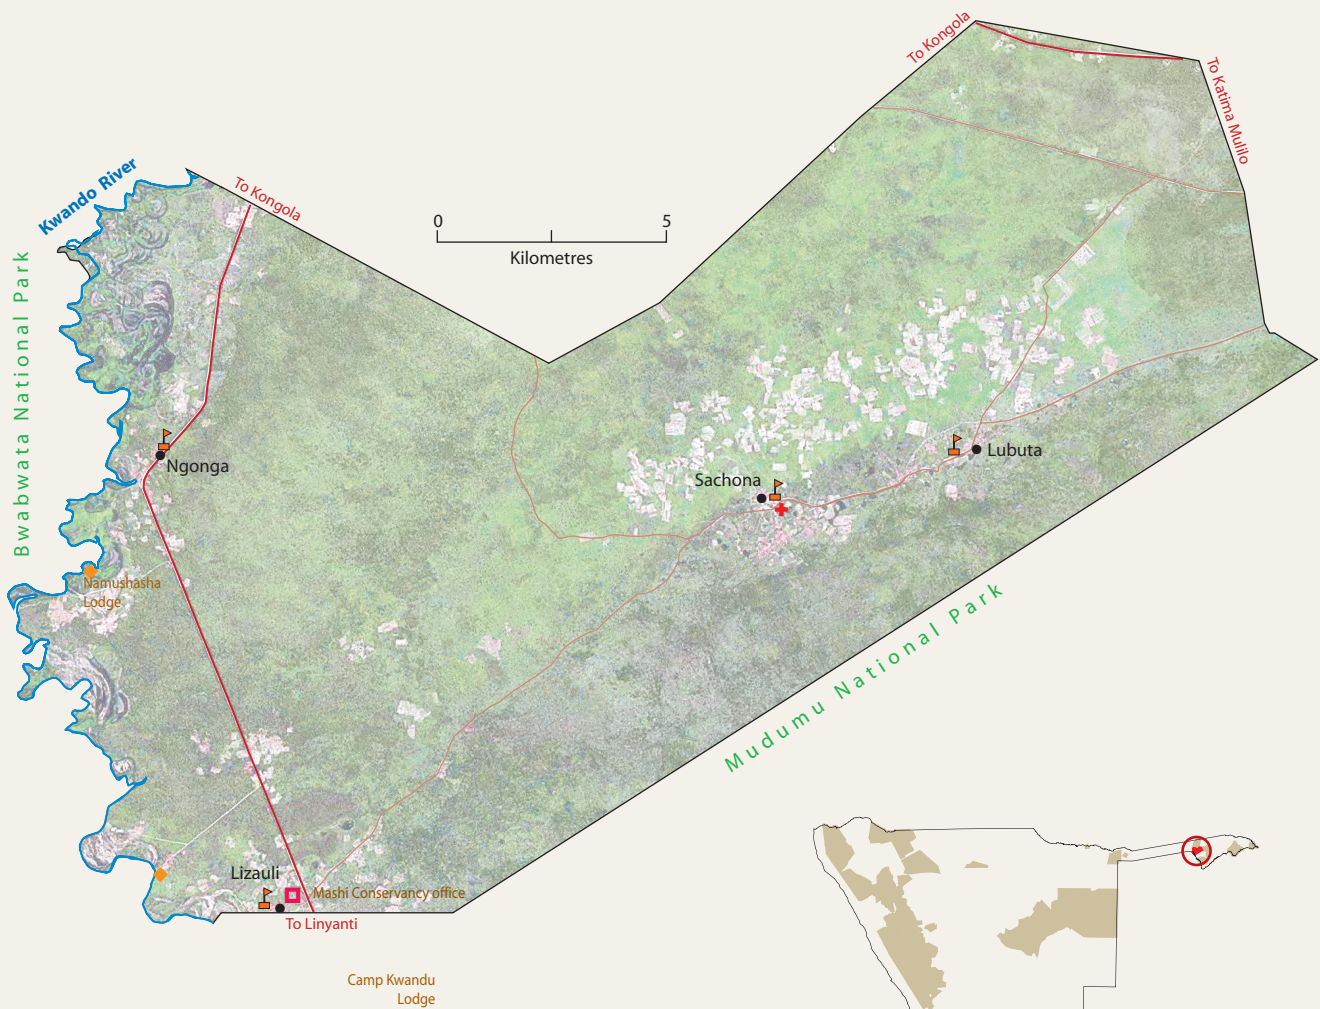 To Kongola
To Katima Mulilo
Kwando River
To Kongola
0 5
Kilometres
Bwabwata National Park
Ngonga
Lubuta
Sachona
Namushasha
Lodge
Mudumu National Park
Lizauli
Mashi Conservancy office
To Linyanti
Camp Kwandu
Lodge